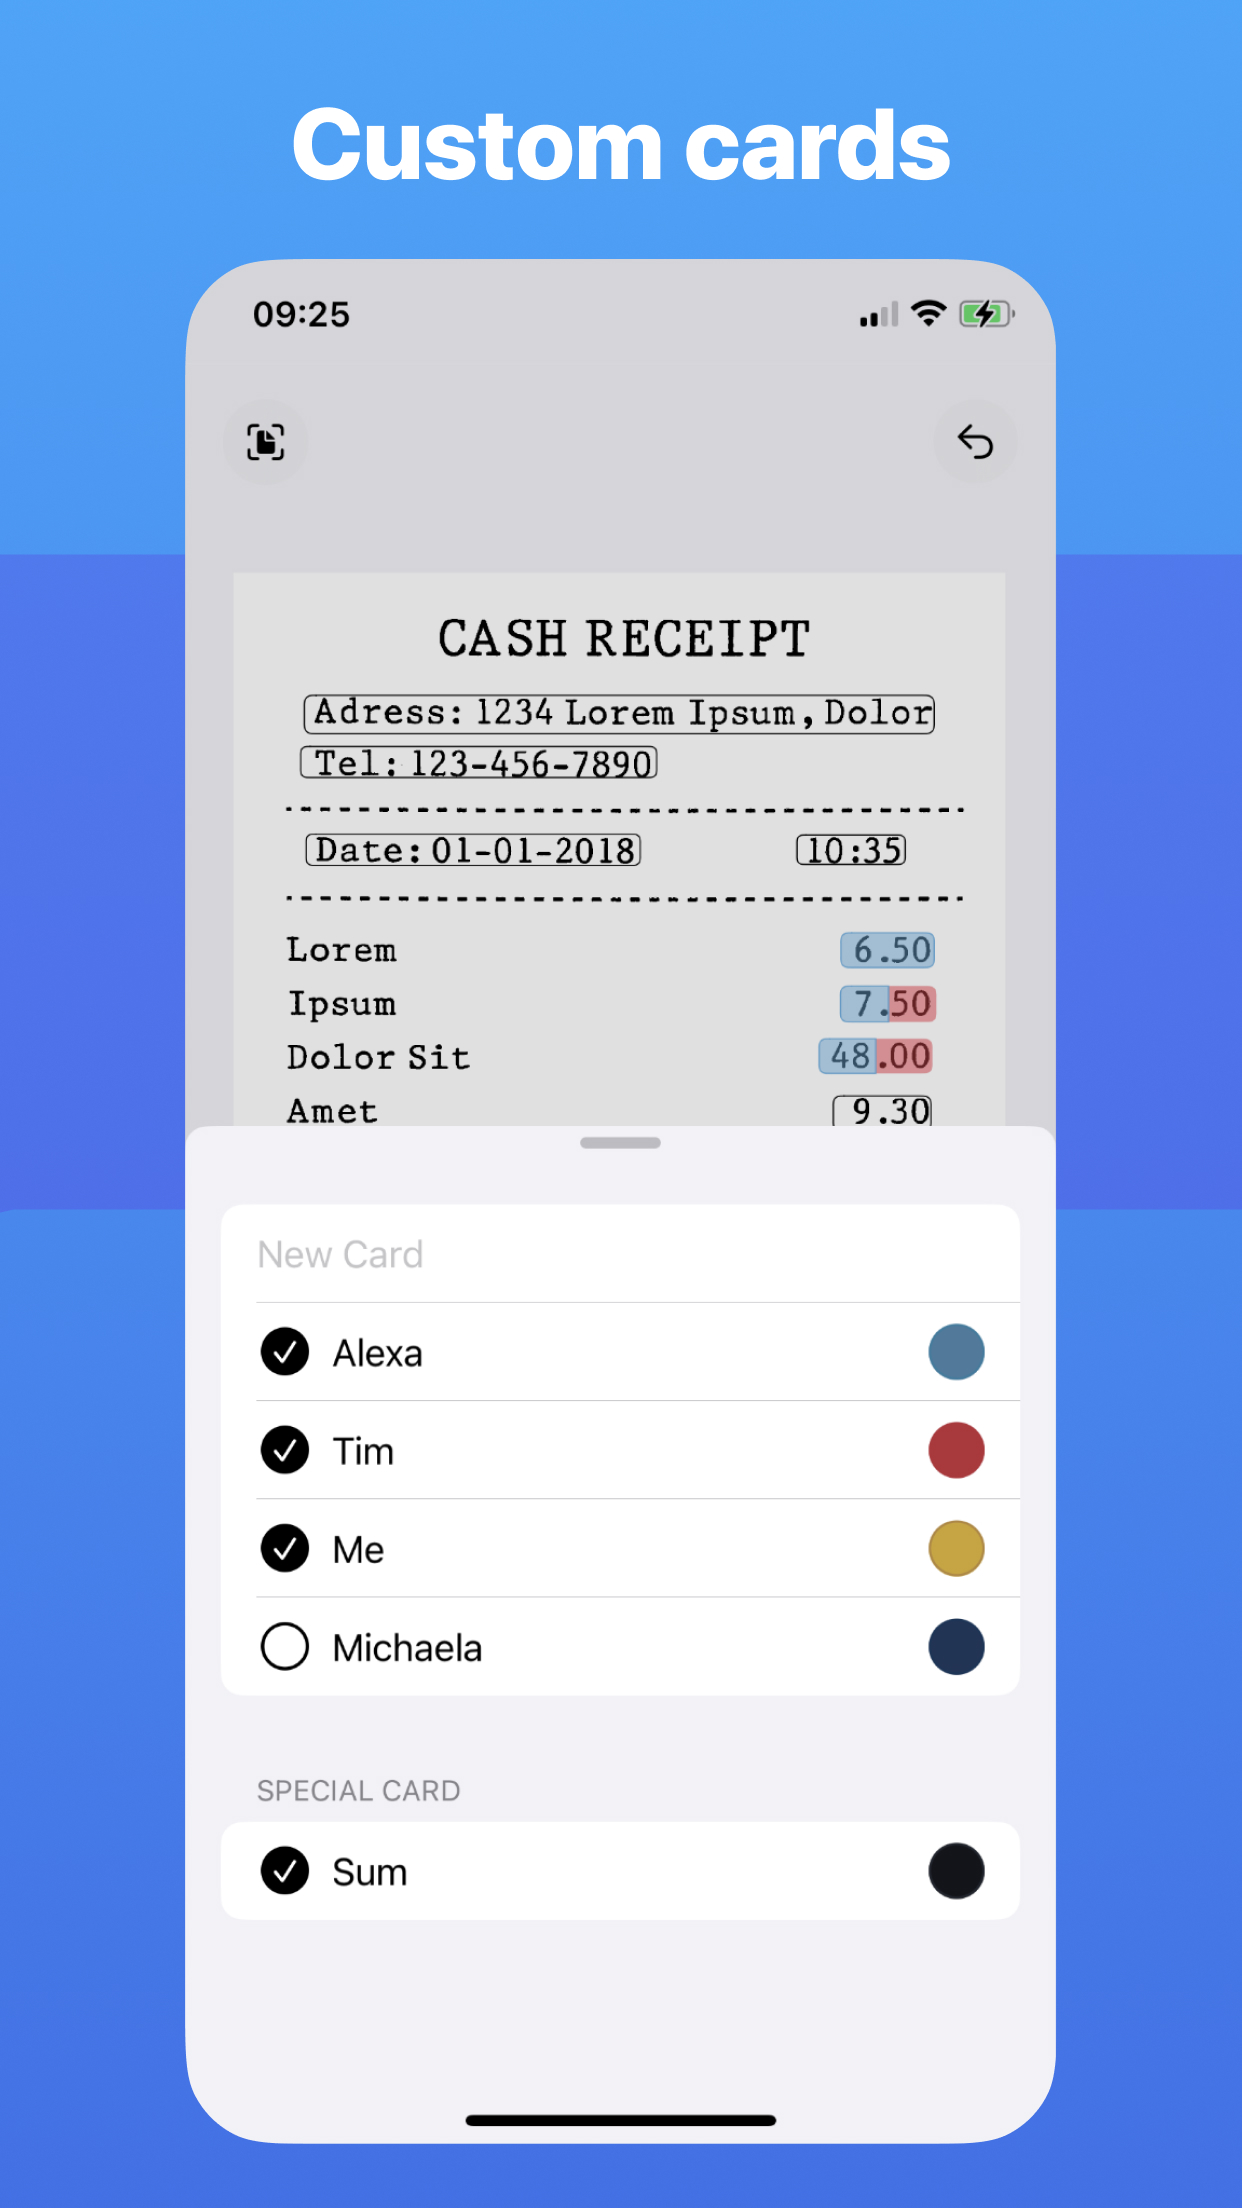 Custom cards
09:25
CASH RECEIPT
Adress: 1234 Lorem Ipsum, Dolor
Tel: 123-456-7890
Date: 01-01-2018 10:35
Lorem 6.50
Ipsum 7.50
Dolor Sit 48.00
Amet 9.30
New Card
Alexa
Tim
Me
Michaela
SPECIAL CARD
Sum